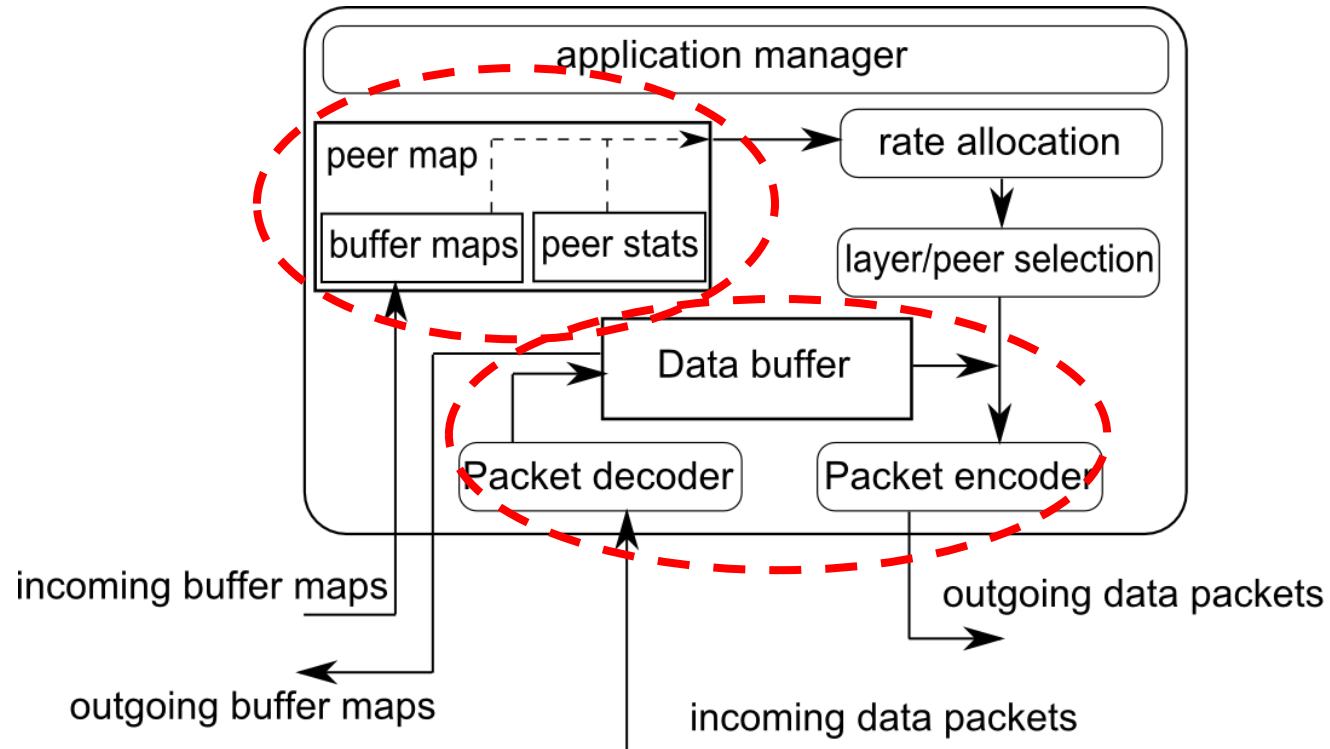 application manager
peer map
rate allocation
buffer maps
peer stats
layer/peer selection
Data buffer
Packet decoder
Packet encoder
incoming buffer maps
outgoing data packets
outgoing buffer maps
incoming data packets